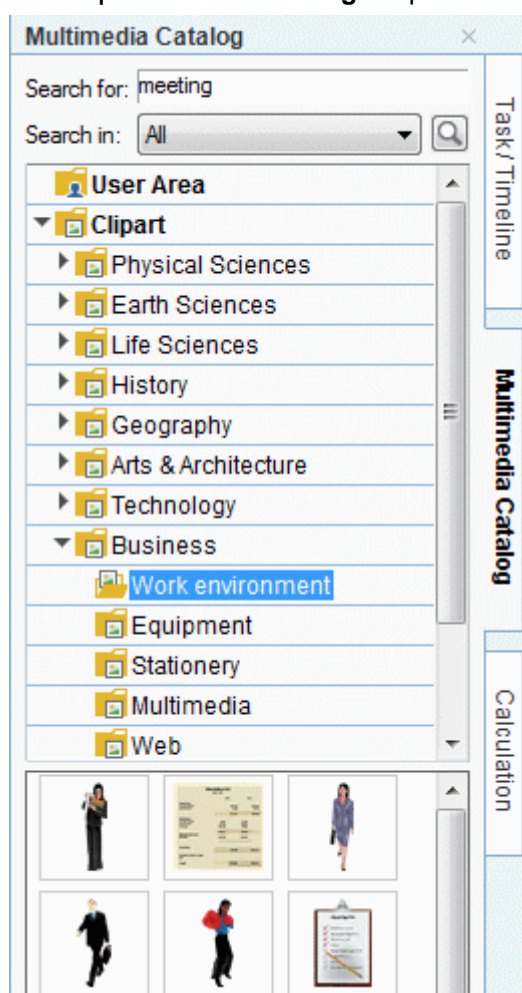 Multimedia Catalog
Search for: meeting
Search in: All
User Area
Clipart
Physical Sciences
Earth Sciences
Life Sciences
History
Geography
Arts & Architecture
Technology
Business
Work environment
Equipment
Stationery
Multimedia
Web
Task/Timeline
Multimedia Catalog
Calculation